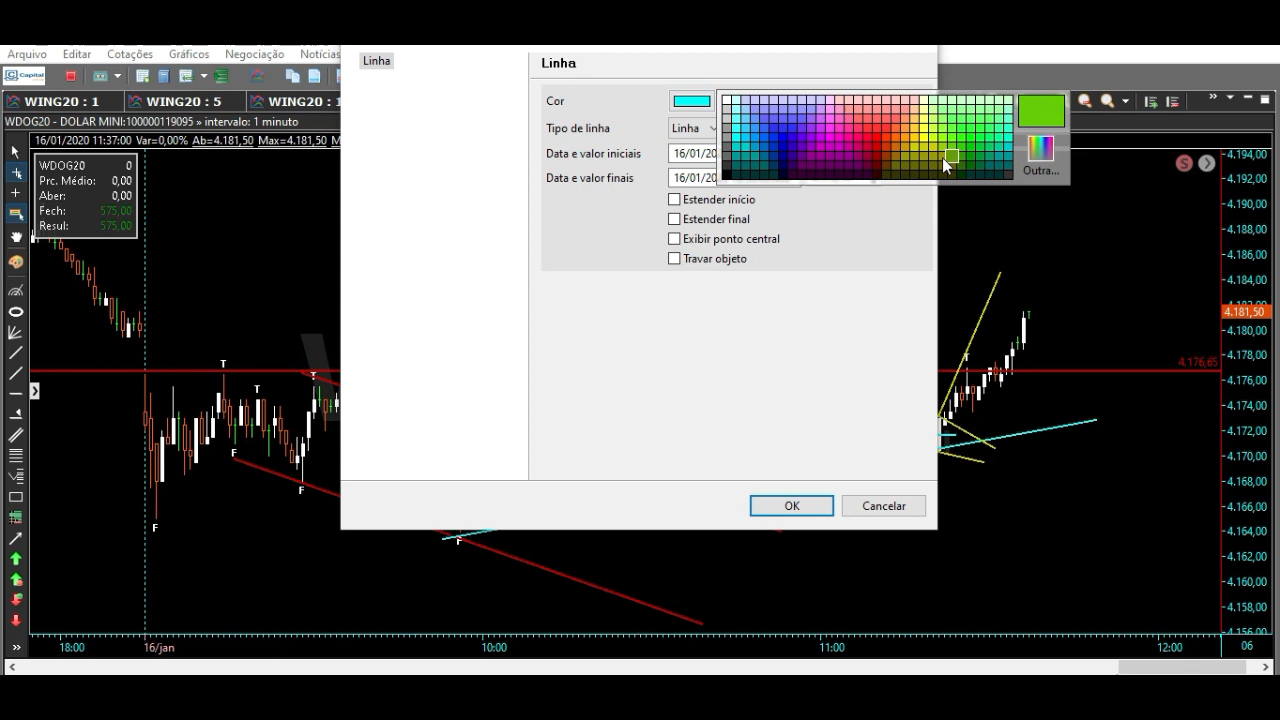 Arquivo Editar Cotações Gráficos Negociação Notícias
Capital
WING20 : 1 WING20 : 5 WING20 : 1
WDOG20 - DOLAR MINI:100000119095 » intervalo: 1 minuto
16/01/2020 11:37:00 Var=0,00% Ab=4.181,50 Max=4.181,50 M
WDOG20 0
Prc. Médio: 0,00
Aber: 0,00
Fech: 575,00
Resul: 575,00
Linha
Linha
Cor
Tipo de linha Linha
Data e valor iniciais 16/01/20
Data e valor finais 16/01/20
Estender início
Estender final
Exibir ponto central
Travar objeto
Outra...
OK Cancelar
S
4.194,00
4.192,00
4.190,00
4.188,00
4.186,00
4.184,00
4.181,50
4.180,00
4.178,00
4.176,65
4.176,00
4.174,00
4.172,00
4.170,00
4.168,00
4.166,00
4.164,00
4.162,00
4.160,00
4.158,00
4.156,00
T
T
T
T
T
F
F
F
F
18:00 16/jan 10:00 11:00 12:00 06